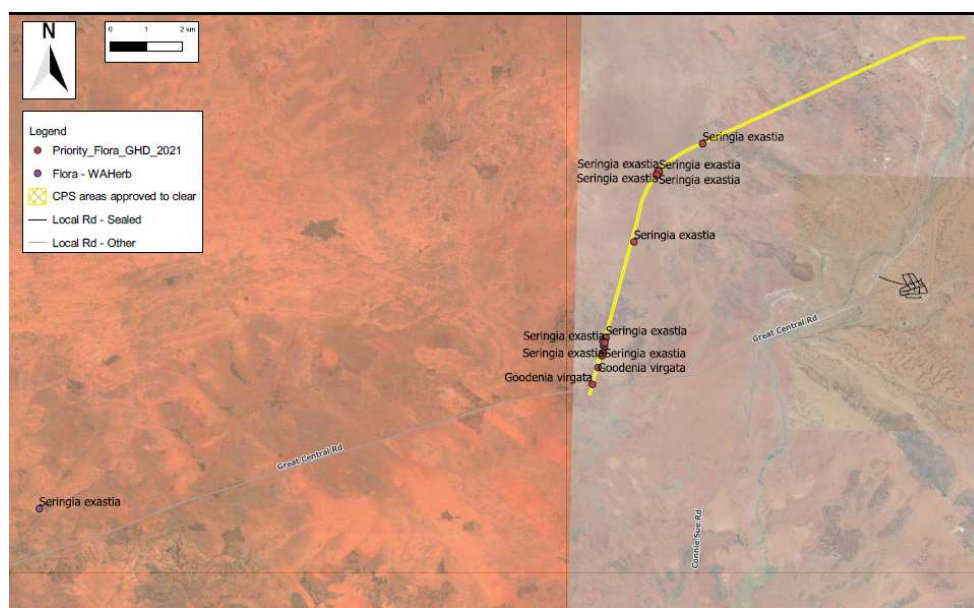 N
0 1 2 km
Legend
Priority_Flora_GHD_2021
Flora - WAHerb
CPS areas approved to clear
Local Rd - Sealed
Local Rd - Other
Seringia exastia
Seringia exastia
Seringia exastia
Seringia exastia
Seringia exastia
Seringia exastia
Seringia exastia
Seringia exastia
Great Central Rd
Seringia exastia
Seringia exastia
Goodenia virgata
Goodenia virgata
Great Central Rd
Seringia exastia
Connie Sue Rd